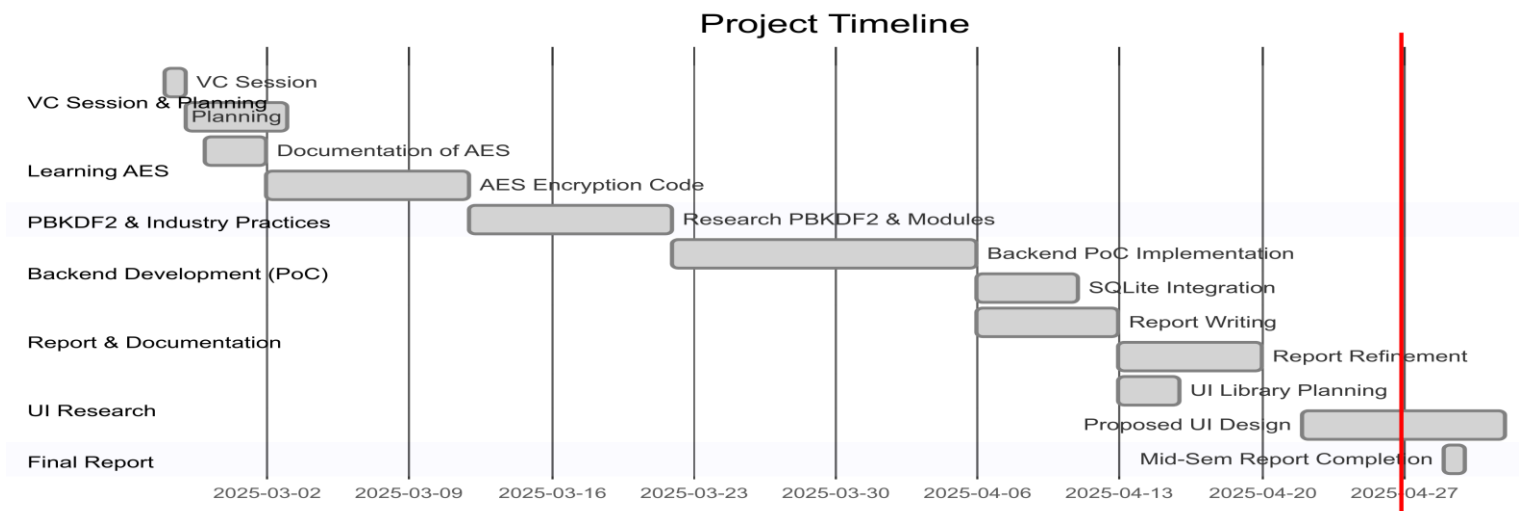 Project Timeline
VC Session
VC Session & Planning
Planning
Documentation of AES
Learning AES
AES Encryption Code
Research PBKDF2 & Modules
PBKDF2 & Industry Practices
Backend PoC Implementation
Backend Development (PoC)
SQLite Integration
Report Writing
Report & Documentation
Report Refinement
UI Library Planning
UI Research
Proposed UI Design
Mid-Sem Report Completion
Final Report
2025-03-02 2025-03-09 2025-03-16 2025-03-23 2025-03-30 2025-04-06 2025-04-13 2025-04-20 2025-04-27